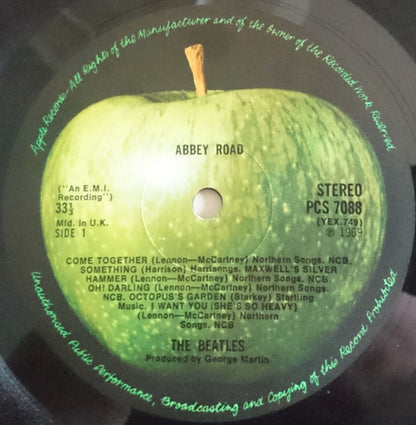 Apple Records—All Rights of the Manufacturer and of the Owner of the Recorded Work Reserved
ABBEY ROAD
("An E.M.I.
Recording")
33⅓
Mfd. in U.K.
SIDE 1
STEREO
PCS 7088
(YEX.749)
℗ 1969
COME TOGETHER (Lennon—McCartney) Northern Songs, NCB.
SOMETHING (Harrison) Harrisongs. MAXWELL'S SILVER
HAMMER (Lennon—McCartney) Northern Songs, NCB.
OH! DARLING (Lennon—McCartney) Northern Songs,
NCB. OCTOPUS'S GARDEN (Starkey) Startling
Music. I WANT YOU (SHE'S SO HEAVY)
(Lennon—McCartney) Northern
Songs, NCB
THE BEATLES
Produced by George Martin
Unauthorised Public Performance, Broadcasting and Copying of this Record Prohibited